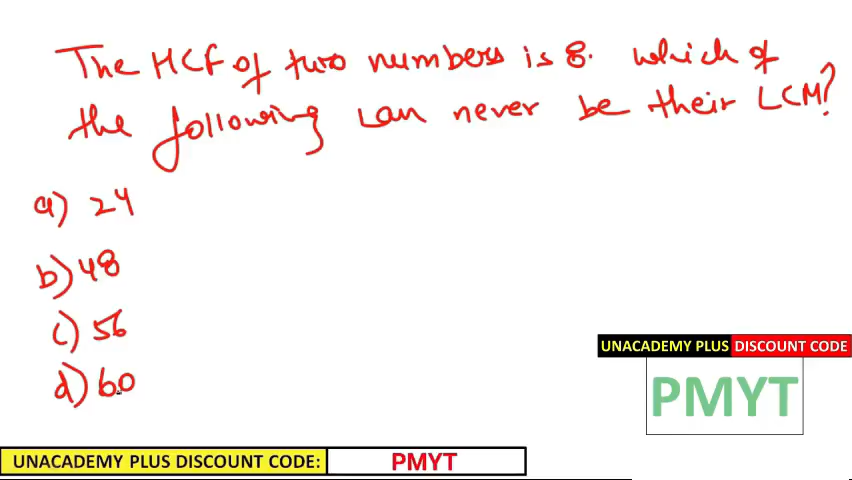 The HCF of two numbers is 8. which of
the following can never be their LCM?
a) 24
b) 48
c) 56
d) 60
UNACADEMY PLUS DISCOUNT CODE
PMYT
UNACADEMY PLUS DISCOUNT CODE: PMYT